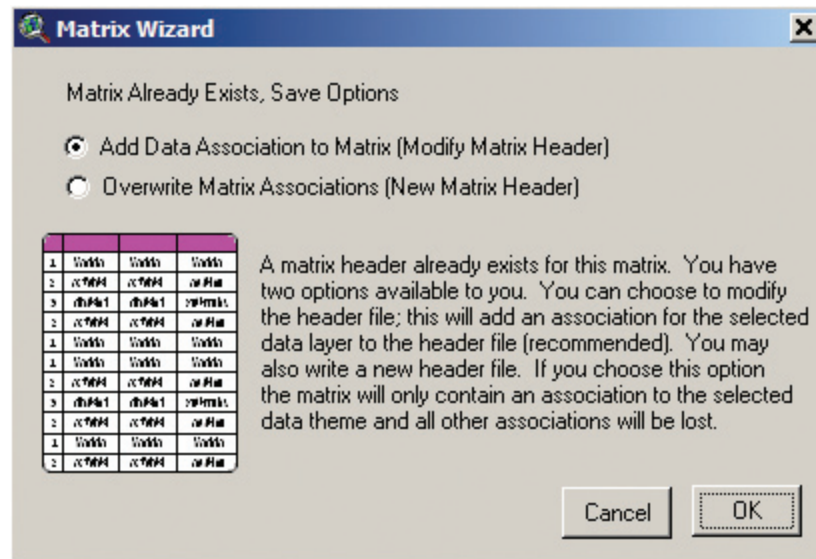 Matrix Wizard
Matrix Already Exists, Save Options
Add Data Association to Matrix (Modify Matrix Header)
Overwrite Matrix Associations (New Matrix Header)
A matrix header already exists for this matrix. You have
two options available to you. You can choose to modify
the header file; this will add an association for the selected
data layer to the header file (recommended). You may
also write a new header file. If you choose this option
the matrix will only contain an association to the selected
data theme and all other associations will be lost.
Cancel
OK